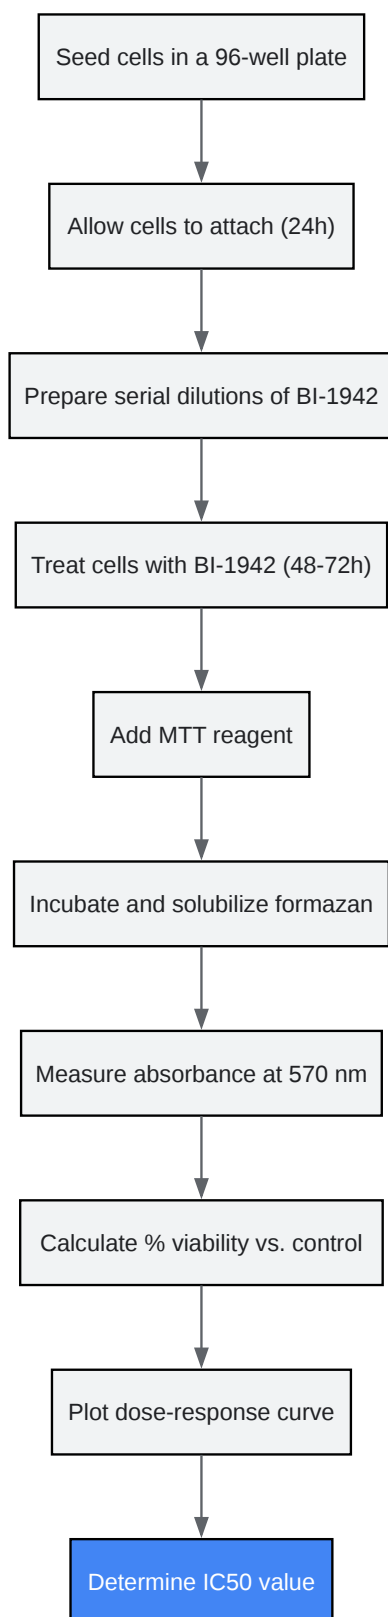 Seed cells in a 96-well plate
Allow cells to attach (24h)
Prepare serial dilutions of BI-1942
Treat cells with BI-1942 (48-72h)
Add MTT reagent
Incubate and solubilize formazan
Measure absorbance at 570 nm
Calculate % viability vs. control
Plot dose-response curve
Determine IC50 value